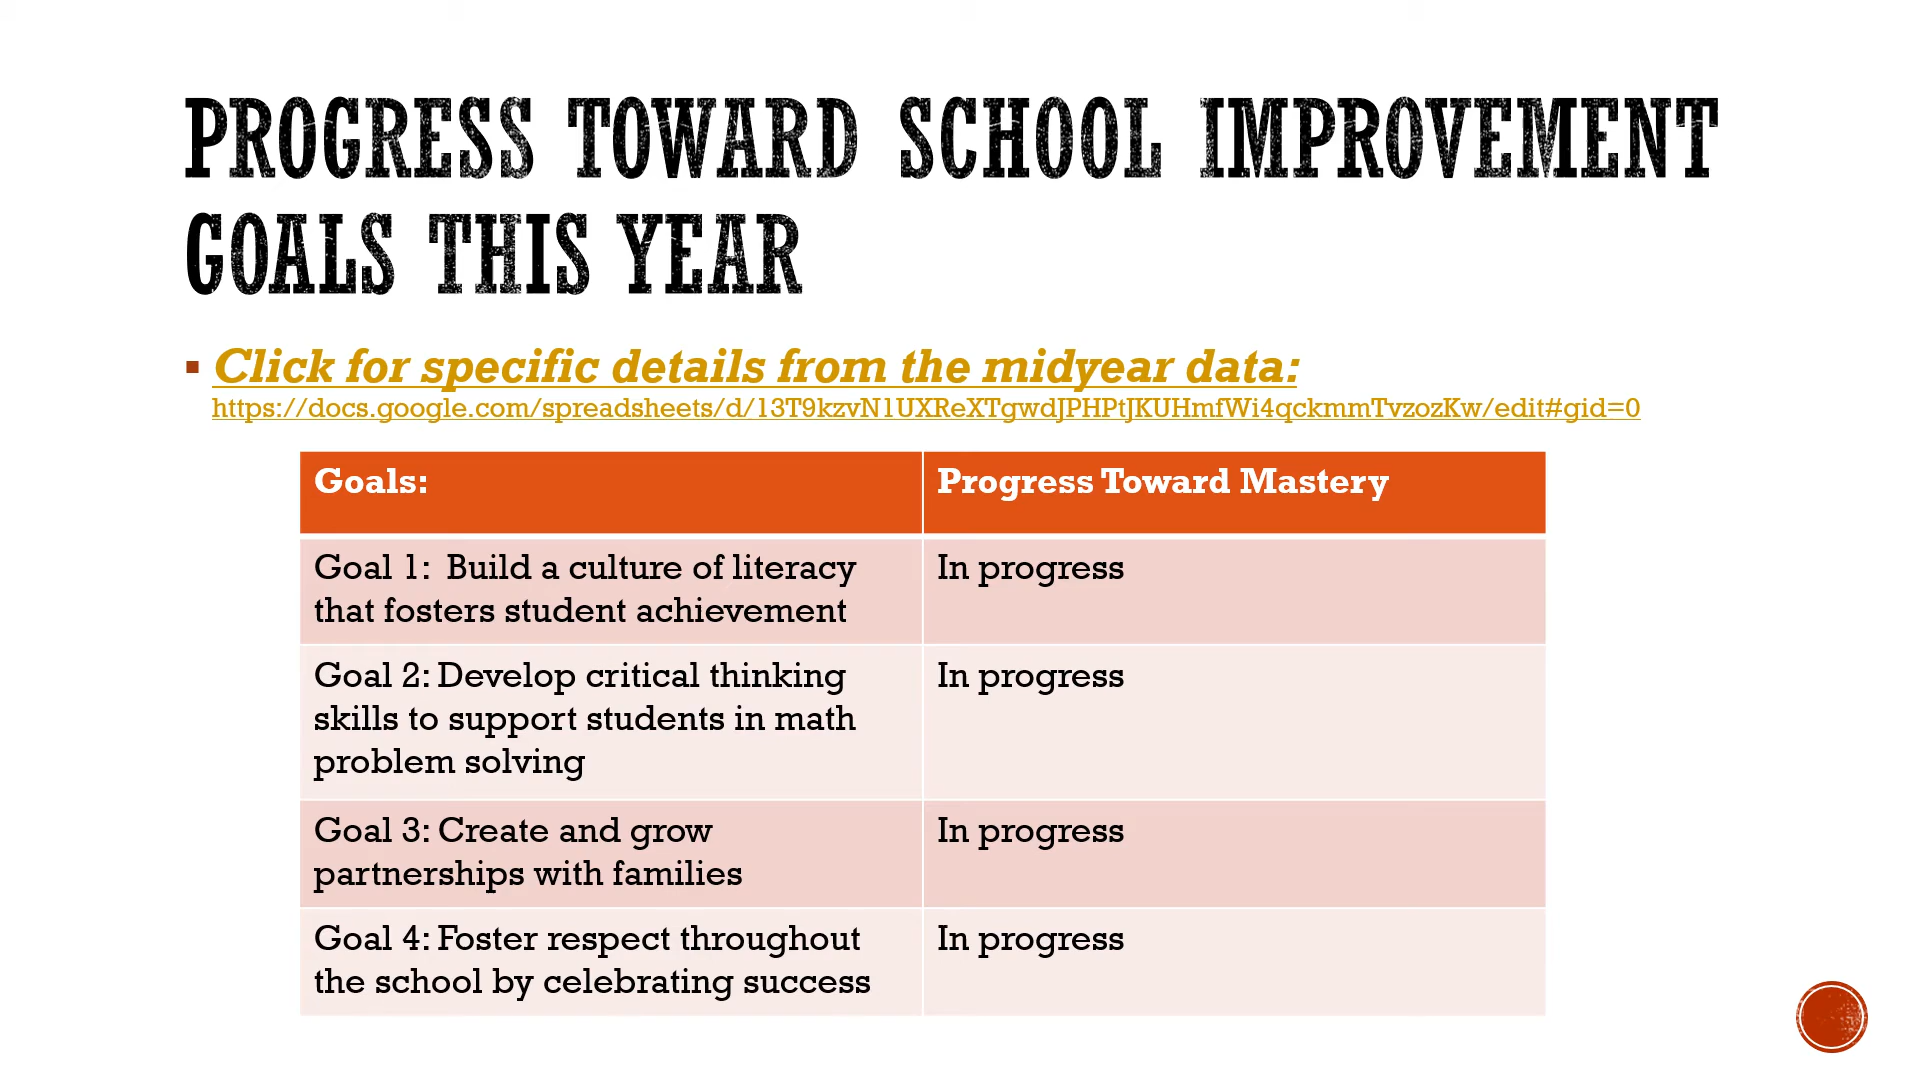 PROGRESS TOWARD SCHOOL IMPROVEMENT
GOALS THIS YEAR
▪ Click for specific details from the midyear data:
https://docs.google.com/spreadsheets/d/13T9kzvN1UXReXTgwdJPHPtJKUHmfWi4qckmmTvzozKw/edit#gid=0
Goals:
Progress Toward Mastery
Goal 1: Build a culture of literacy
that fosters student achievement
In progress
Goal 2: Develop critical thinking
skills to support students in math
problem solving
In progress
Goal 3: Create and grow
partnerships with families
In progress
Goal 4: Foster respect throughout
the school by celebrating success
In progress